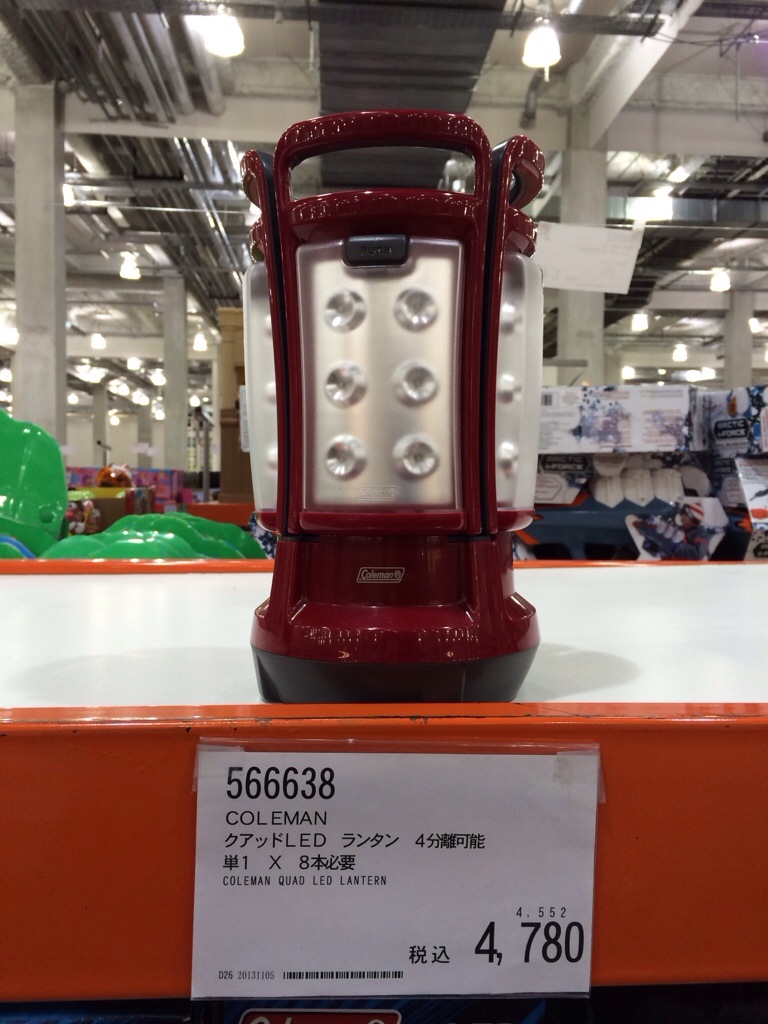 PUSH
Coleman
Coleman
566638
COLEMAN
クアッドLED ランタン 4分離可能
単1 X 8本必要
COLEMAN QUAD LED LANTERN
4,552
税込 4,780
D26 20131105
Coleman